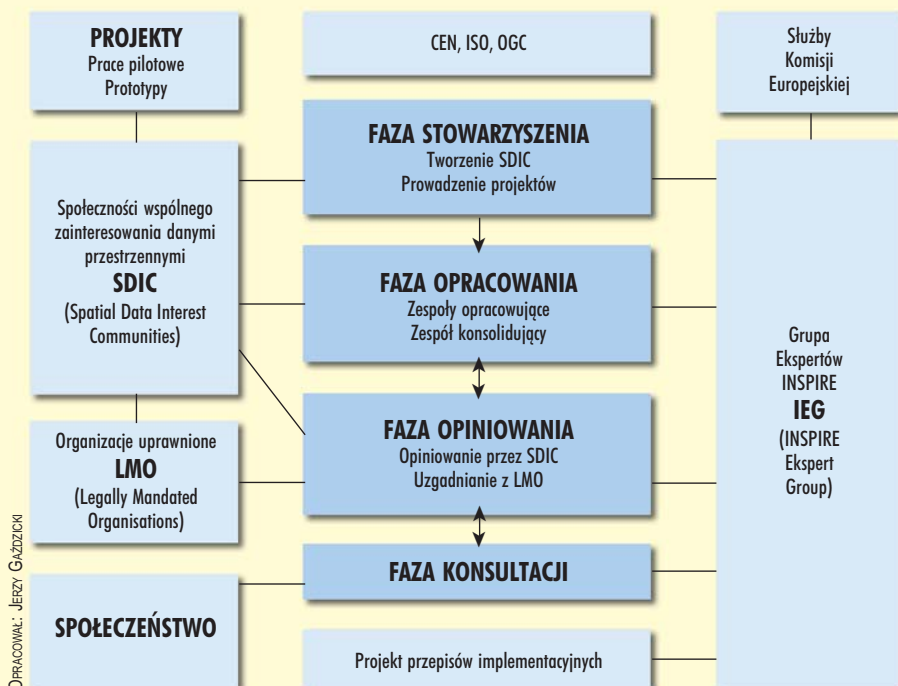 PROJEKTY
Prace pilotowe
Prototypy
CEN, ISO, OGC
Służby
Komisji
Europejskiej
FAZA STOWARZYSZENIA
Tworzenie SDIC
Prowadzenie projektów
Społeczności wspólnego
zainteresowania danymi
przestrzennymi
SDIC
(Spatial Data Interest
Communities)
FAZA OPRACOWANIA
Zespoły opracowujące
Zespół konsolidujący
Grupa
Ekspertów
INSPIRE
IEG
(INSPIRE
Ekspert
Group)
FAZA OPINIOWANIA
Opiniowanie przez SDIC
Uzgadnianie z LMO
Organizacje uprawnione
LMO
(Legally Mandated
Organisations)
FAZA KONSULTACJI
SPOŁECZEŃSTWO
Projekt przepisów implementacyjnych
OPRACOWAŁ: JERZY GAŹDZICKI